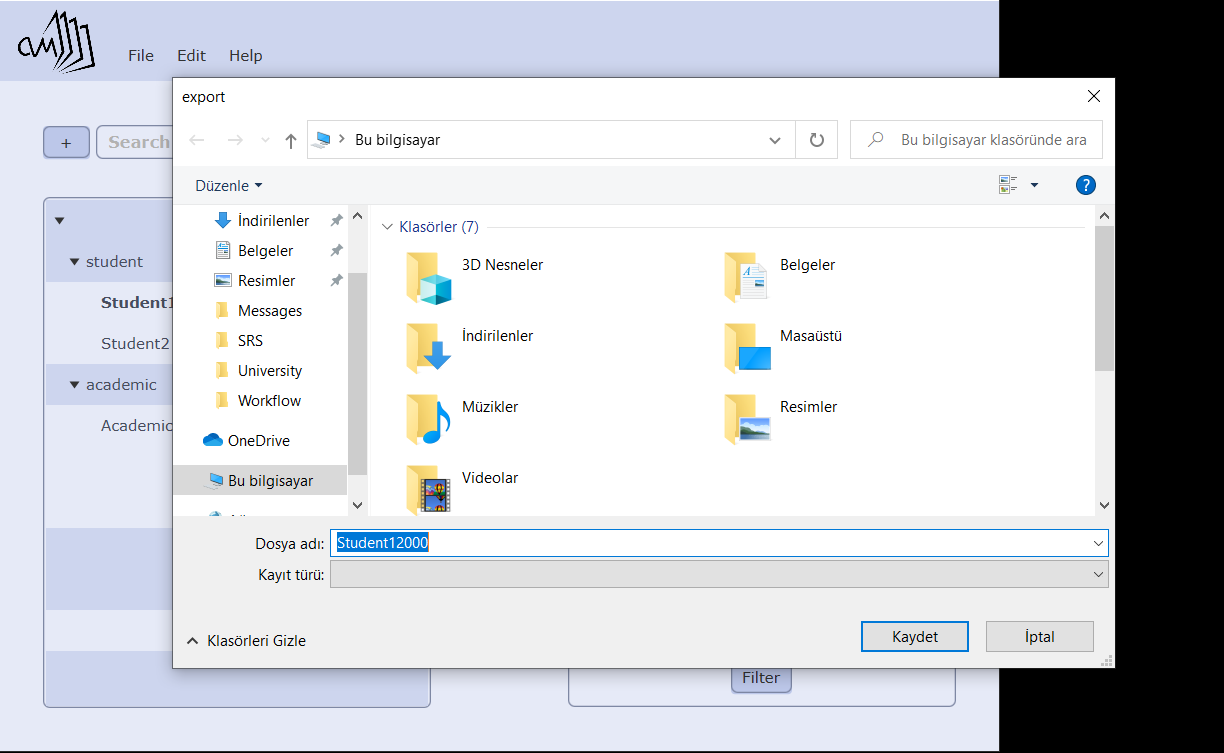 File Edit Help
export
Bu bilgisayar
Bu bilgisayar klasöründe ara
+
Search
Düzenle
?
student
Student1
Student2
academic
Academic
İndirilenler
Belgeler
Resimler
Messages
SRS
University
Workflow
OneDrive
Bu bilgisayar
Klasörler (7)
3D Nesneler
Belgeler
İndirilenler
Masaüstü
Müzikler
Resimler
Videolar
Dosya adı: Student12000
Kayıt türü:
Klasörleri Gizle
Kaydet
İptal
Filter